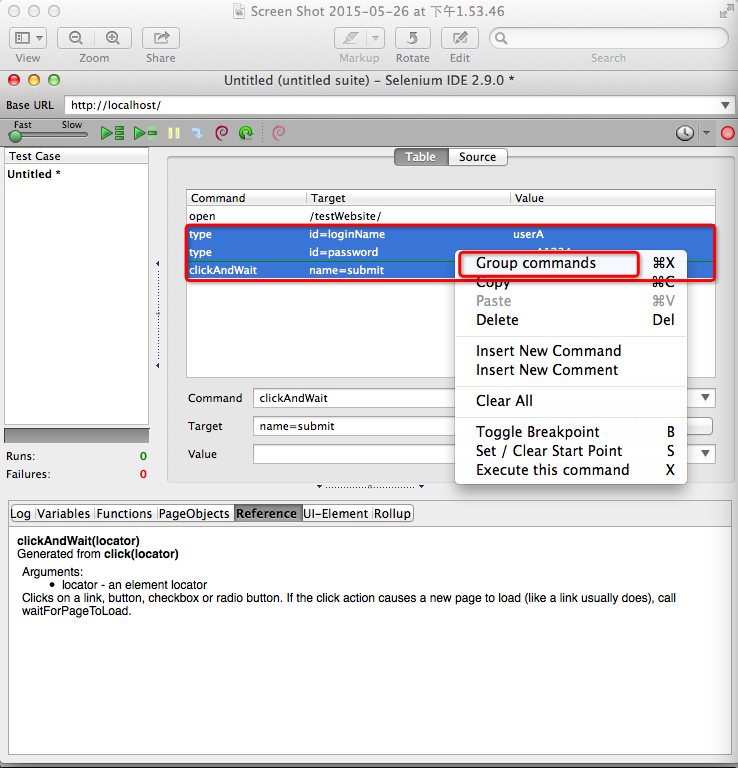 Screen Shot 2015-05-26 at 下午1.53.46
View Zoom Share Markup Rotate Edit Search
Untitled (untitled suite) – Selenium IDE 2.9.0 *
Base URL http://localhost/
Fast Slow
Test Case
Untitled *
Runs: 0
Failures: 0
Table Source
Command Target Value
open /testWebsite/
type id=loginName userA
type id=password
clickAndWait name=submit
Group commands ⌘X
Copy ⌘C
Paste ⌘V
Delete Del
Insert New Command
Insert New Comment
Clear All
Toggle Breakpoint B
Set / Clear Start Point S
Execute this command X
Command clickAndWait
Target name=submit
Value
Log Variables Functions PageObjects Reference UI-Element Rollup
clickAndWait(locator)
Generated from click(locator)
Arguments:
• locator - an element locator
Clicks on a link, button, checkbox or radio button. If the click action causes a new page to load (like a link usually does), call
waitForPageToLoad.